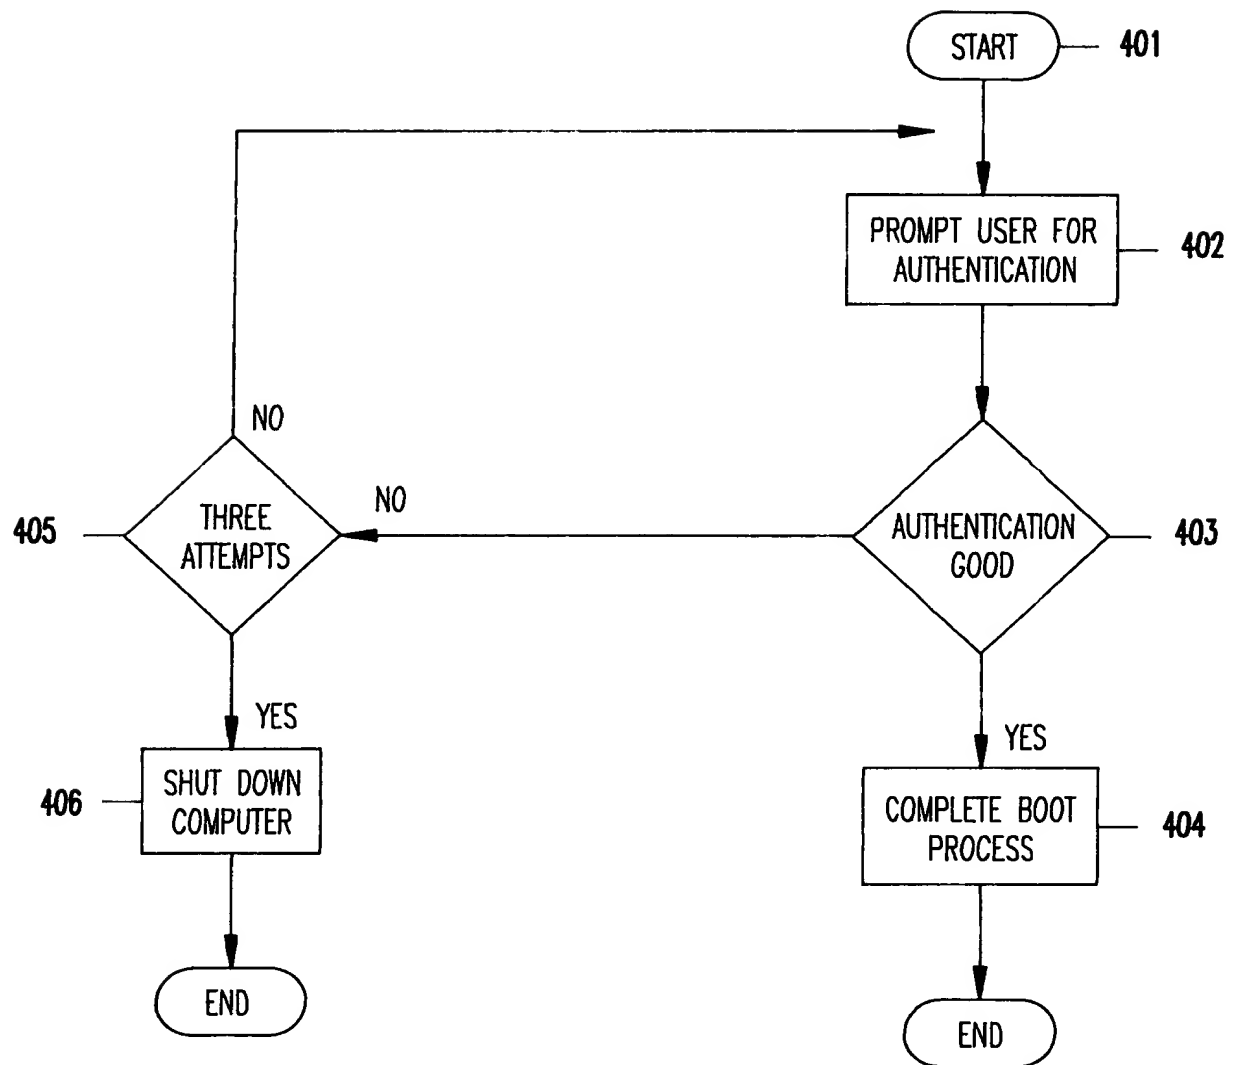 START
401
PROMPT USER FOR
AUTHENTICATION
402
NO
THREE
ATTEMPTS
405
NO
AUTHENTICATION
GOOD
403
YES
YES
SHUT DOWN
COMPUTER
406
COMPLETE BOOT
PROCESS
404
END
END